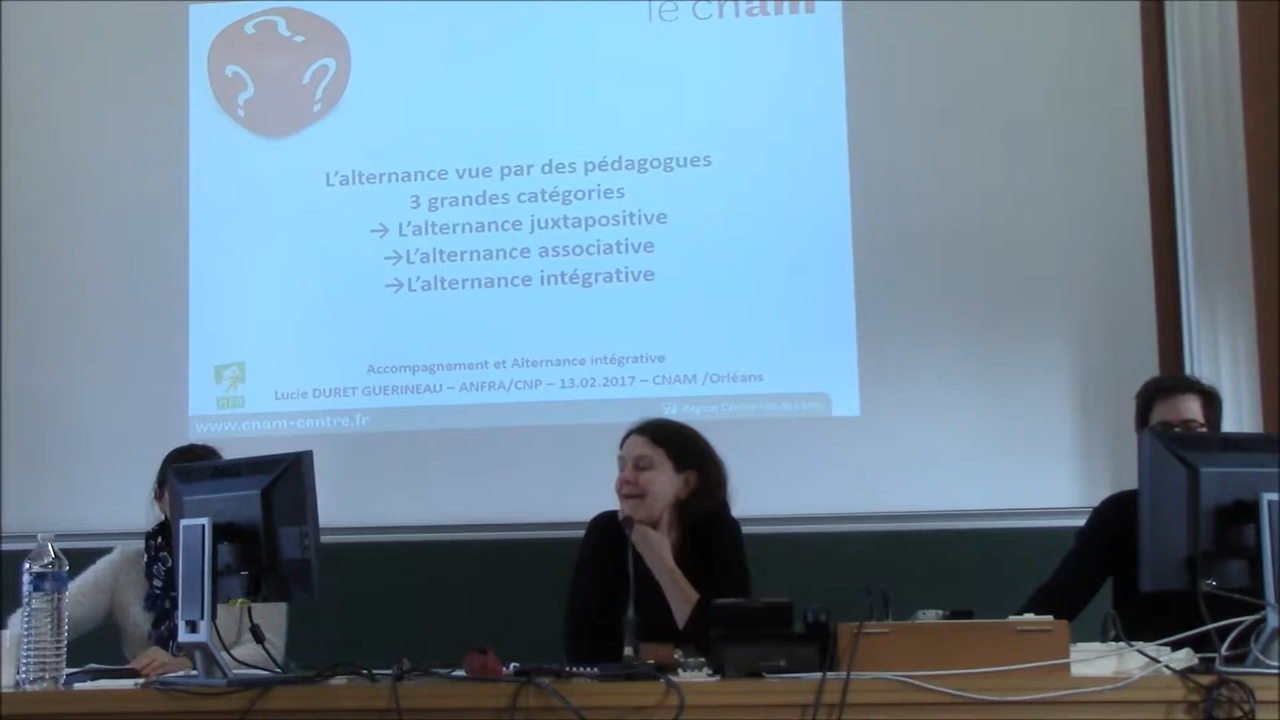 le cnam
? ? ?
L'alternance vue par des pédagogues
3 grandes catégories
→ L'alternance juxtapositive
→L'alternance associative
→L'alternance intégrative
Accompagnement et Alternance intégrative
Lucie DURET GUERINEAU – ANFRA/CNP – 13.02.2017 – CNAM /Orléans
www.cnam-centre.fr